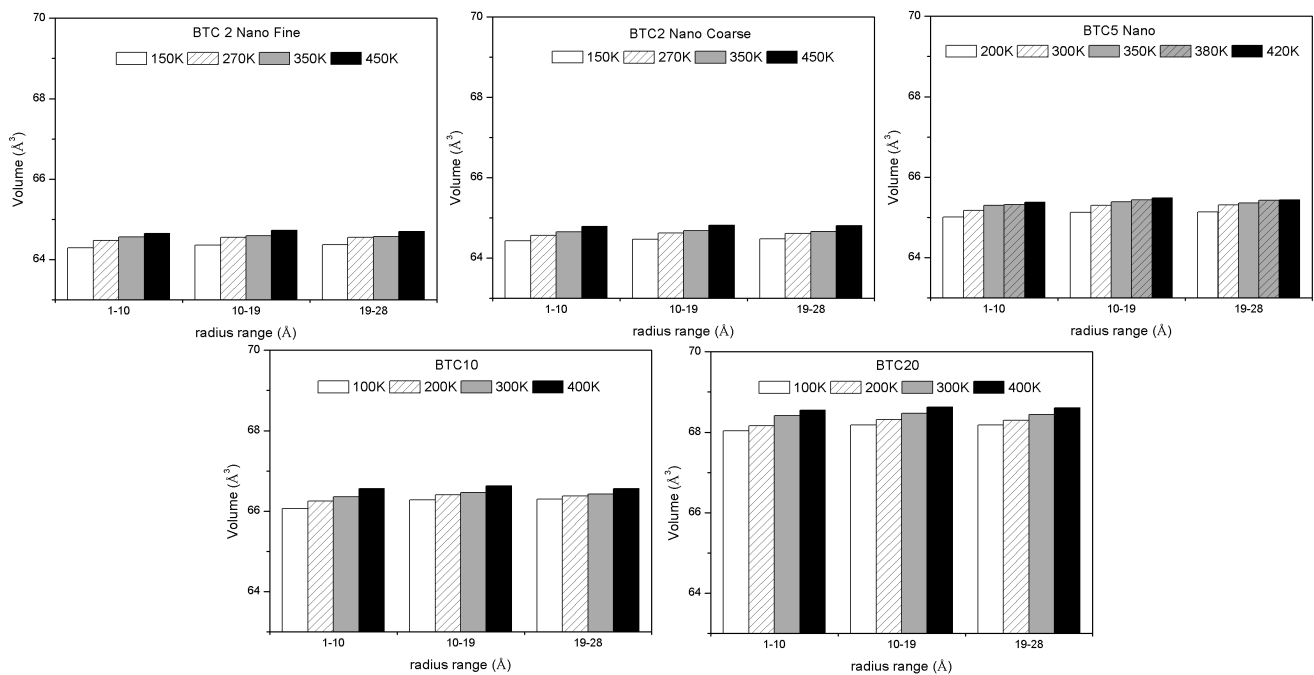 BTC 2 Nano Fine
150K 270K 350K 450K
70
68
66
64
Volume (Å³)
1-10 10-19 19-28
radius range (Å)
BTC2 Nano Coarse
150K 270K 350K 450K
70
68
66
64
Volume (Å³)
1-10 10-19 19-28
radius range (Å)
BTC5 Nano
200K 300K 350K 380K 420K
70
68
66
64
Volume (Å³)
1-10 10-19 19-28
radius range (Å)
BTC10
100K 200K 300K 400K
70
68
66
64
Volume (Å³)
1-10 10-19 19-28
radius range (Å)
BTC20
100K 200K 300K 400K
70
68
66
64
Volume (Å³)
1-10 10-19 19-28
radius range (Å)